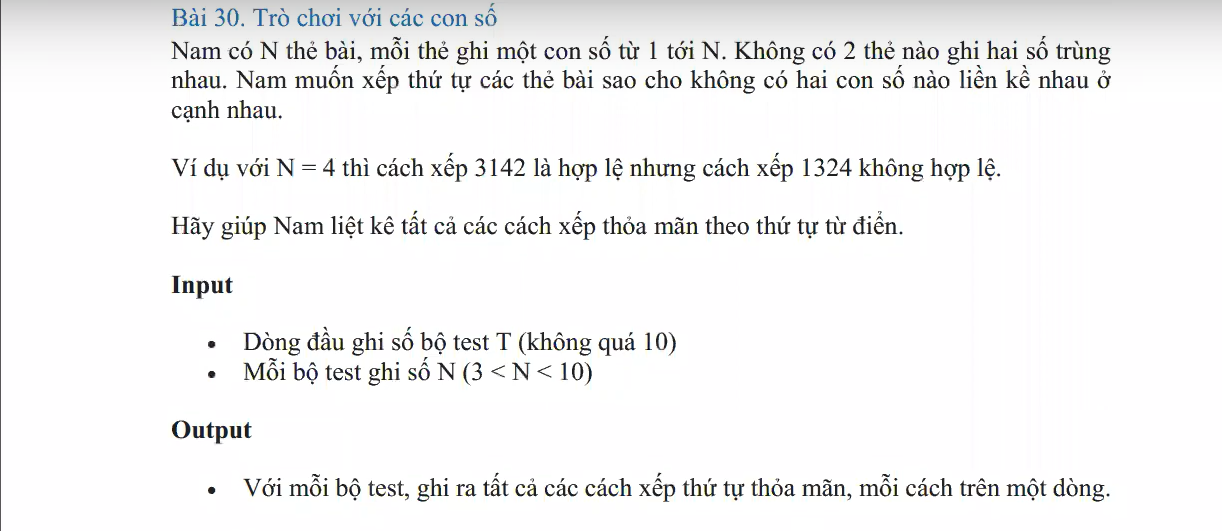 Bài 30. Trò chơi với các con số
Nam có N thẻ bài, mỗi thẻ ghi một con số từ 1 tới N. Không có 2 thẻ nào ghi hai số trùng
nhau. Nam muốn xếp thứ tự các thẻ bài sao cho không có hai con số nào liền kề nhau ở
cạnh nhau.
Ví dụ với N = 4 thì cách xếp 3142 là hợp lệ nhưng cách xếp 1324 không hợp lệ.
Hãy giúp Nam liệt kê tất cả các cách xếp thỏa mãn theo thứ tự từ điển.
Input
• Dòng đầu ghi số bộ test T (không quá 10)
• Mỗi bộ test ghi số N (3 < N < 10)
Output
• Với mỗi bộ test, ghi ra tất cả các cách xếp thứ tự thỏa mãn, mỗi cách trên một dòng.